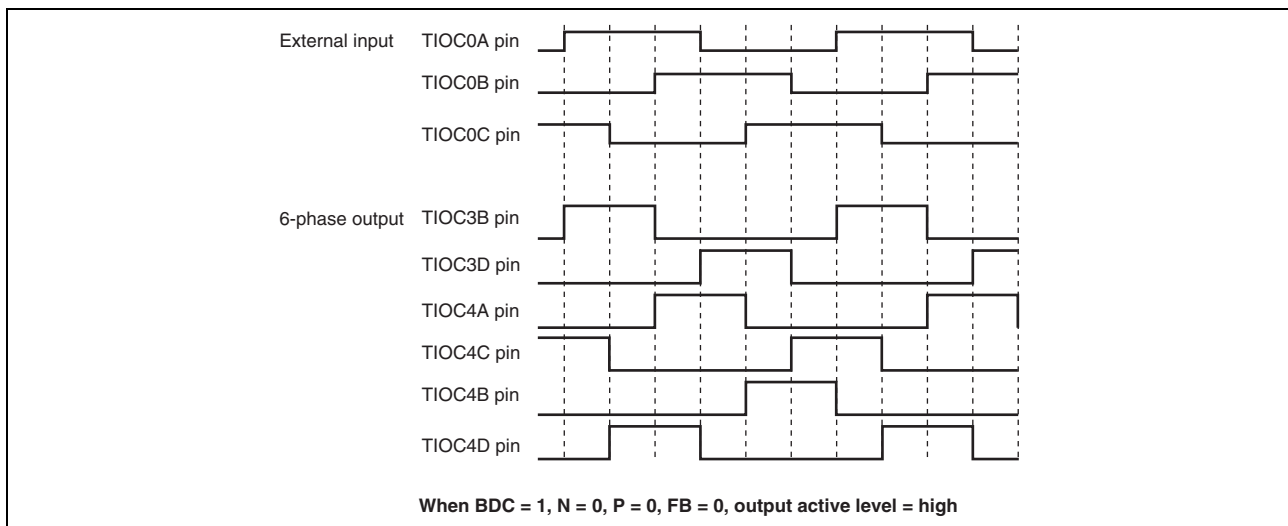 External input TIOC0A pin
TIOC0B pin
TIOC0C pin
6-phase output TIOC3B pin
TIOC3D pin
TIOC4A pin
TIOC4C pin
TIOC4B pin
TIOC4D pin
When BDC = 1, N = 0, P = 0, FB = 0, output active level = high